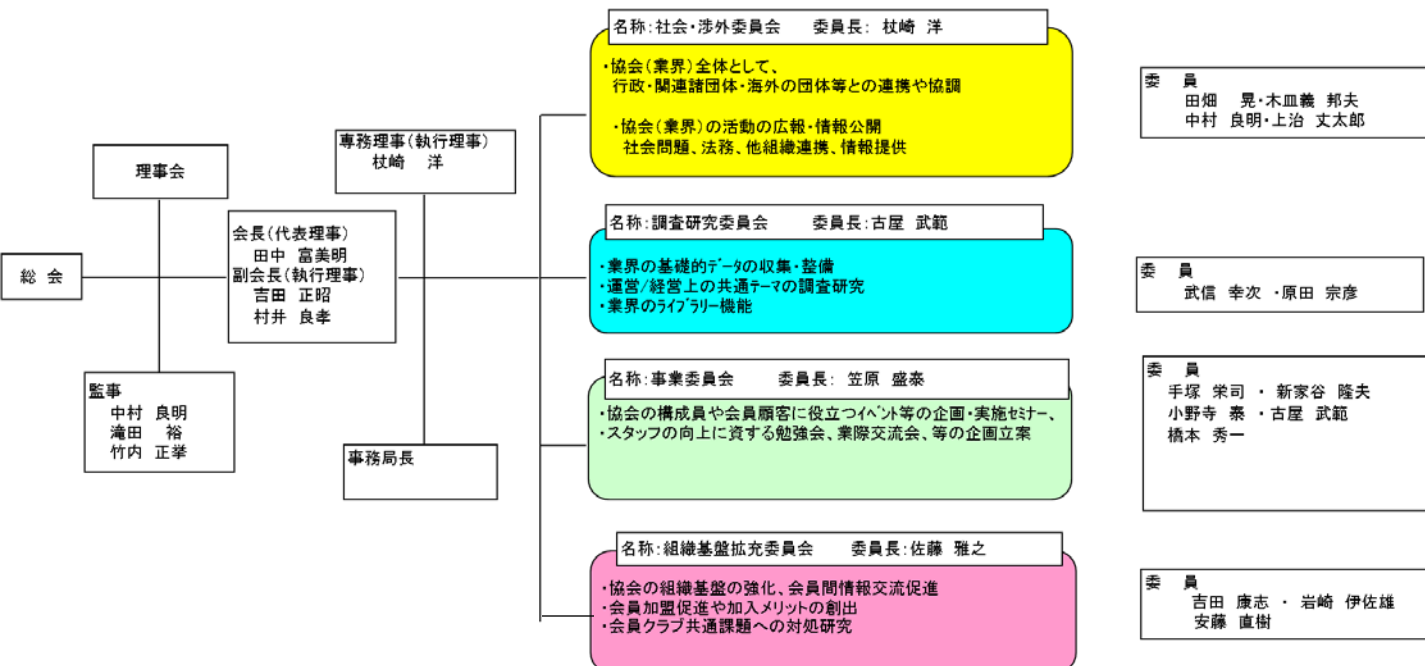 総 会
理事会
監事
中村 良明
滝田 裕
竹内 正挙
会長(代表理事)
田中 富美明
副会長(執行理事)
吉田 正昭
村井 良孝
専務理事(執行理事)
杖崎 洋
事務局長
名称:社会・渉外委員会 委員長: 杖崎 洋
・協会(業界)全体として、
行政・関連諸団体・海外の団体等との連携や協調
・協会(業界)の活動の広報・情報公開
社会問題、法務、他組織連携、情報提供
委 員
田畑 晃・木皿義 邦夫
中村 良明・上治 丈太郎
名称:調査研究委員会 委員長:古屋 武範
・業界の基礎的データの収集・整備
・運営/経営上の共通テーマの調査研究
・業界のライブラリー機能
委 員
武信 幸次 ・原田 宗彦
名称:事業委員会 委員長: 笠原 盛泰
・協会の構成員や会員顧客に役立つイベント等の企画・実施セミナー、
・スタッフの向上に資する勉強会、業際交流会、等の企画立案
委 員
手塚 栄司 ・ 新家谷 隆夫
小野寺 泰 ・古屋 武範
橋本 秀一
名称:組織基盤拡充委員会 委員長:佐藤 雅之
・協会の組織基盤の強化、会員間情報交流促進
・会員加盟促進や加入メリットの創出
・会員クラブ共通課題への対処研究
委 員
吉田 康志 ・ 岩崎 伊佐雄
安藤 直樹